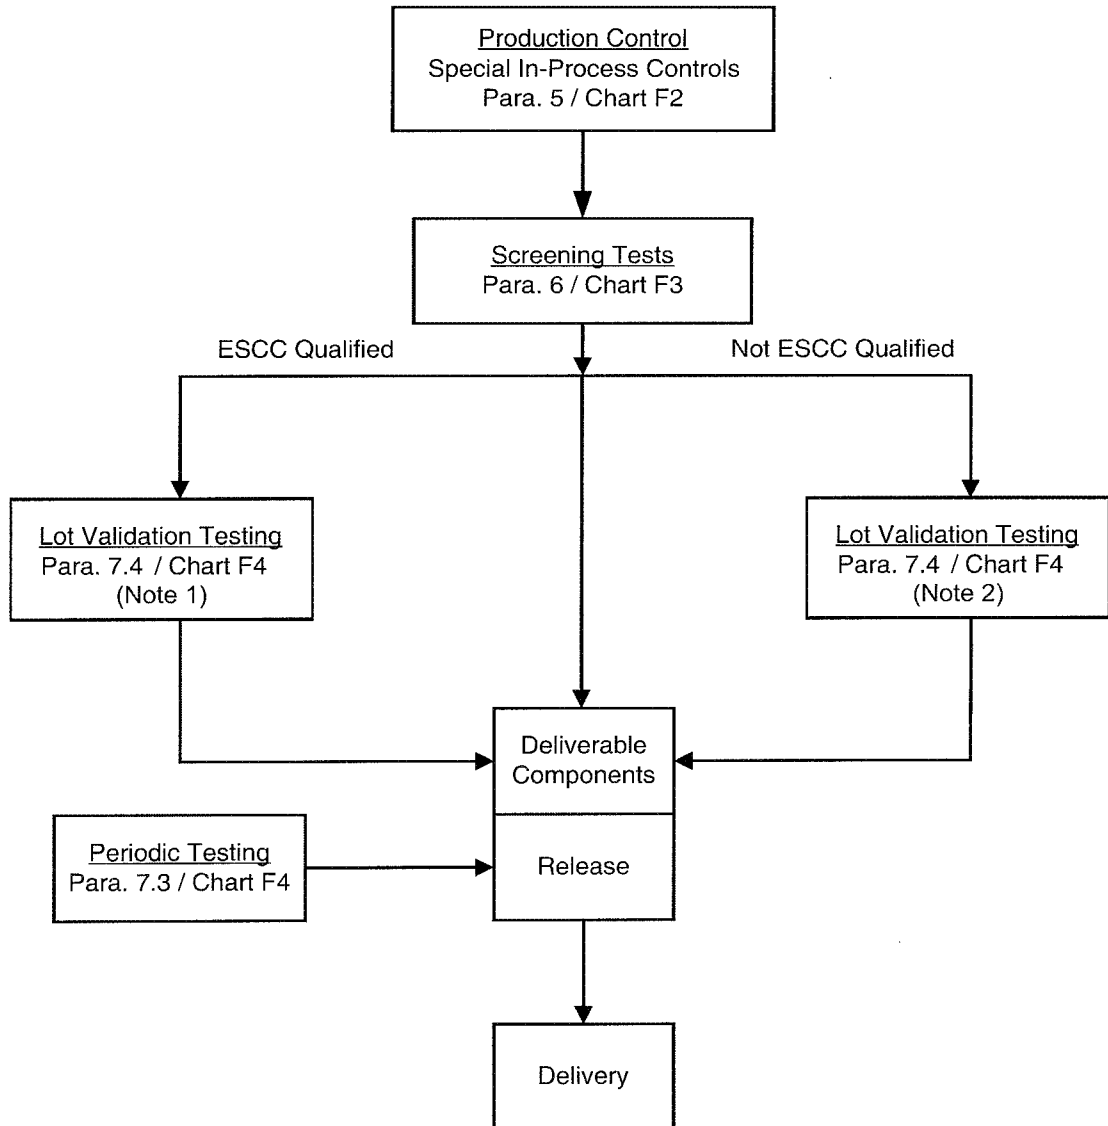 Production Control
Special In-Process Controls
Para. 5 / Chart F2
Screening Tests
Para. 6 / Chart F3
ESCC Qualified
Not ESCC Qualified
Lot Validation Testing
Para. 7.4 / Chart F4
(Note 1)
Lot Validation Testing
Para. 7.4 / Chart F4
(Note 2)
Deliverable
Components
Periodic Testing
Para. 7.3 / Chart F4
Release
Delivery